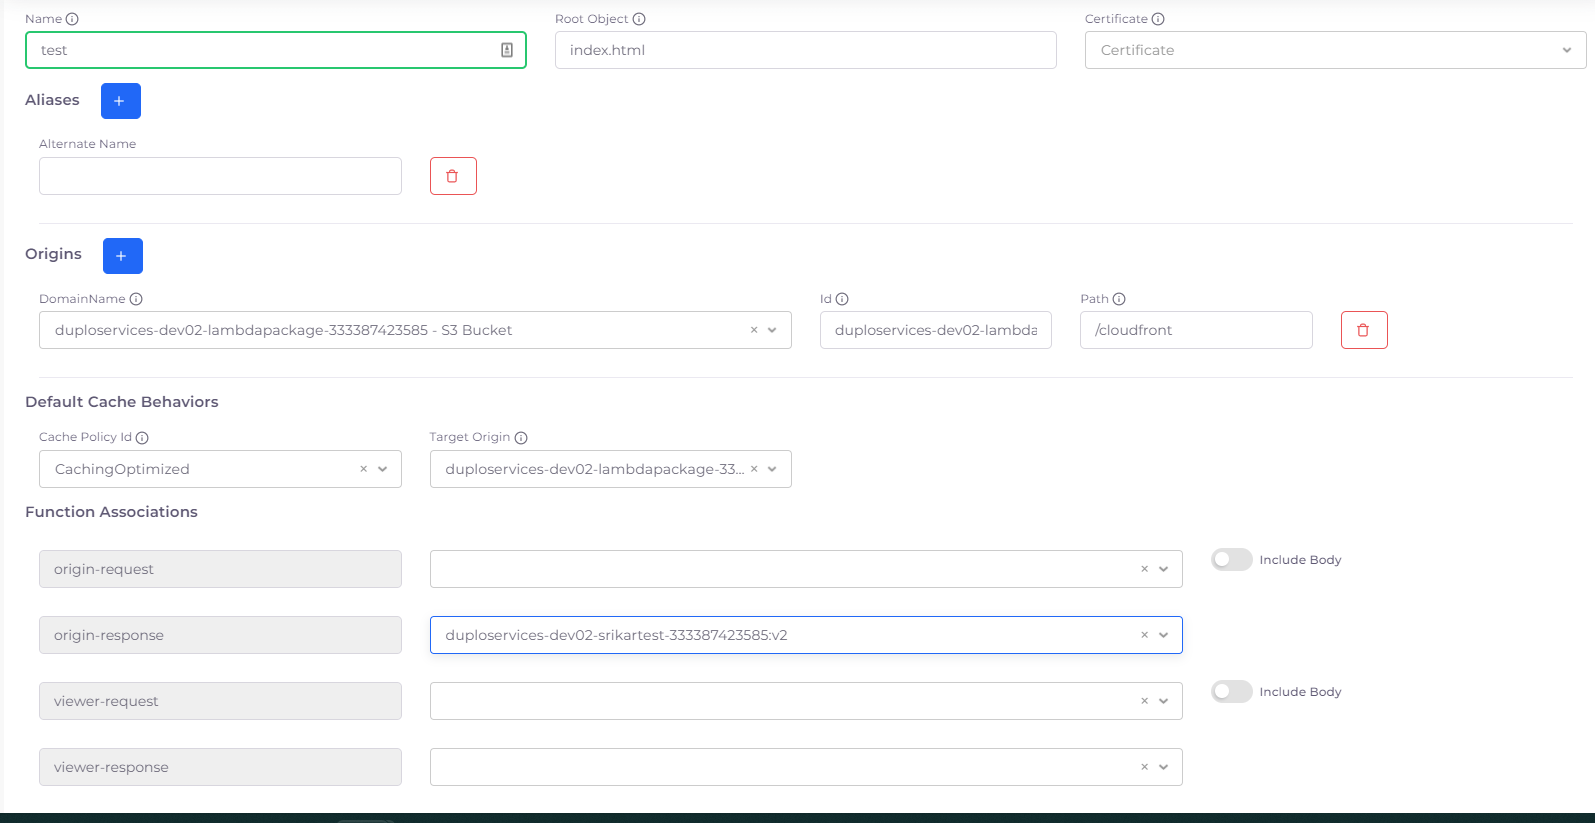 Name Root Object Certificate
test index.html Certificate
Aliases +
Alternate Name
Origins +
DomainName Id Path
duploservices-dev02-lambdapackage-333387423585 - S3 Bucket × duploservices-dev02-lambda /cloudfront
Default Cache Behaviors
Cache Policy Id Target Origin
CachingOptimized × duploservices-dev02-lambdapackage-33... ×
Function Associations
origin-request × Include Body
origin-response duploservices-dev02-srikartest-333387423585:v2 ×
viewer-request × Include Body
viewer-response ×